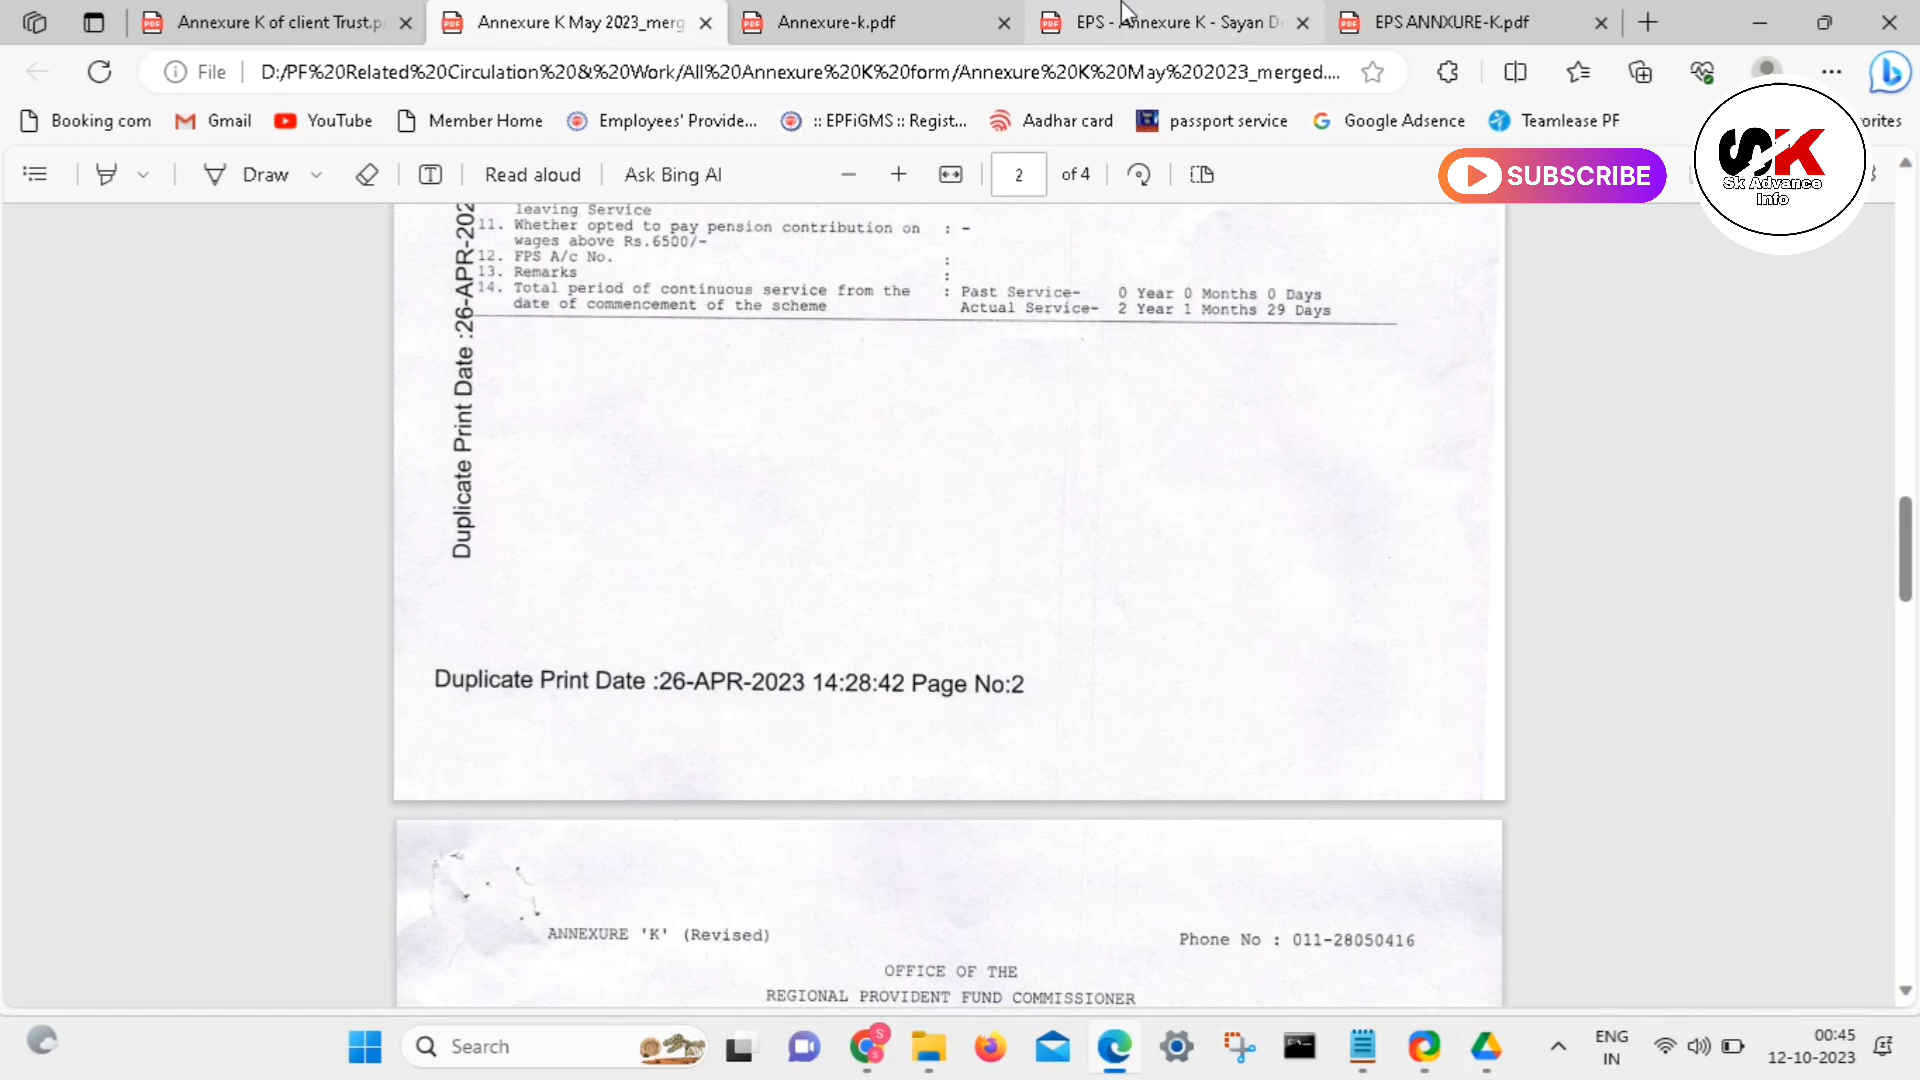 Annexure K of client Trust.p
Annexure K May 2023_merg
Annexure-k.pdf
EPS - Annexure K - Sayan D
EPS ANNXURE-K.pdf
File
D:/PF%20Related%20Circulation%20&%20Work/All%20Annexure%20K%20form/Annexure%20K%20May%202023_merged....
Booking.com
Gmail
YouTube
Member Home
Employees' Provide...
:: EPFiGMS :: Regist...
Aadhar card
passport service
Google Adsence
Teamlease PF
orites
Draw
Read aloud
Ask Bing AI
2
of 4
SUBSCRIBE
SK
Sk Advance
Info
leaving Service
11. Whether opted to pay pension contribution on : -
wages above Rs.6500/-
12. FPS A/c No. :
13. Remarks :
14. Total period of continuous service from the : Past Service- 0 Year 0 Months 0 Days
date of commencement of the scheme Actual Service- 2 Year 1 Months 29 Days
Duplicate Print Date :26-APR-202
Duplicate Print Date :26-APR-2023 14:28:42 Page No:2
ANNEXURE 'K' (Revised)
Phone No : 011-28050416
OFFICE OF THE
REGIONAL PROVIDENT FUND COMMISSIONER
Search
S
ENG
IN
00:45
12-10-2023